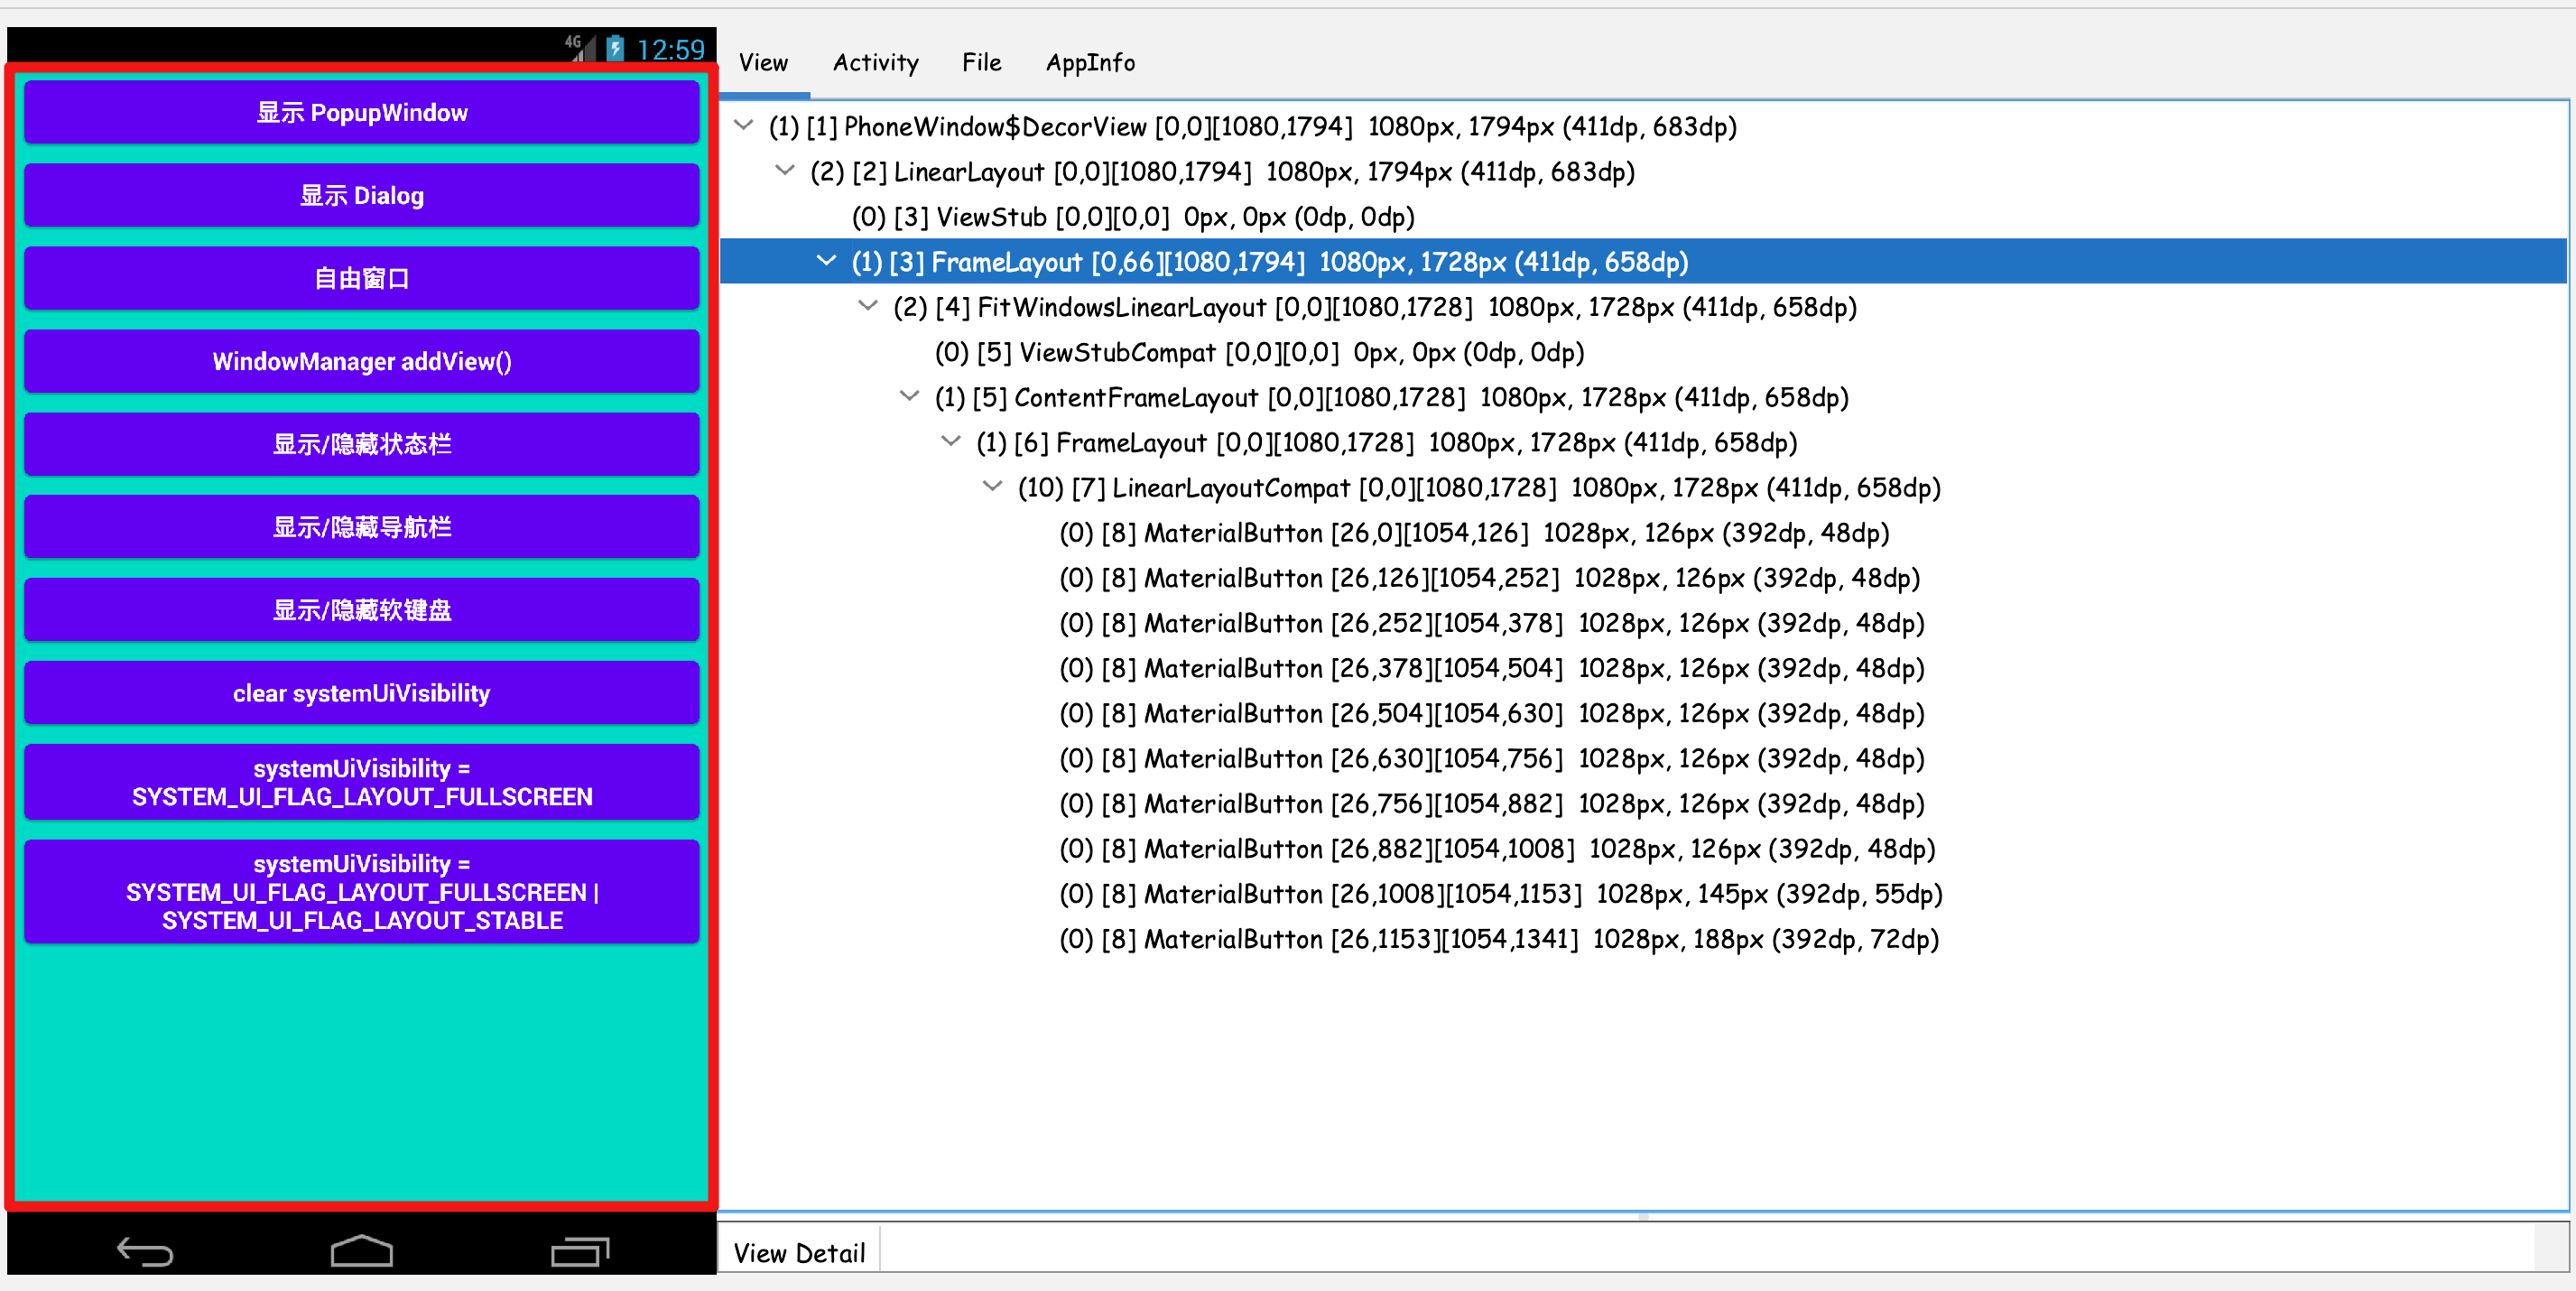 4G 12:59
显示 PopupWindow
显示 Dialog
自由窗口
WindowManager addView()
显示/隐藏状态栏
显示/隐藏导航栏
显示/隐藏软键盘
clear systemUiVisibility
systemUiVisibility =
SYSTEM_UI_FLAG_LAYOUT_FULLSCREEN
systemUiVisibility =
SYSTEM_UI_FLAG_LAYOUT_FULLSCREEN |
SYSTEM_UI_FLAG_LAYOUT_STABLE
View Activity File AppInfo
(1) [1] PhoneWindow$DecorView [0,0][1080,1794] 1080px, 1794px (411dp, 683dp)
(2) [2] LinearLayout [0,0][1080,1794] 1080px, 1794px (411dp, 683dp)
(0) [3] ViewStub [0,0][0,0] 0px, 0px (0dp, 0dp)
(1) [3] FrameLayout [0,66][1080,1794] 1080px, 1728px (411dp, 658dp)
(2) [4] FitWindowsLinearLayout [0,0][1080,1728] 1080px, 1728px (411dp, 658dp)
(0) [5] ViewStubCompat [0,0][0,0] 0px, 0px (0dp, 0dp)
(1) [5] ContentFrameLayout [0,0][1080,1728] 1080px, 1728px (411dp, 658dp)
(1) [6] FrameLayout [0,0][1080,1728] 1080px, 1728px (411dp, 658dp)
(10) [7] LinearLayoutCompat [0,0][1080,1728] 1080px, 1728px (411dp, 658dp)
(0) [8] MaterialButton [26,0][1054,126] 1028px, 126px (392dp, 48dp)
(0) [8] MaterialButton [26,126][1054,252] 1028px, 126px (392dp, 48dp)
(0) [8] MaterialButton [26,252][1054,378] 1028px, 126px (392dp, 48dp)
(0) [8] MaterialButton [26,378][1054,504] 1028px, 126px (392dp, 48dp)
(0) [8] MaterialButton [26,504][1054,630] 1028px, 126px (392dp, 48dp)
(0) [8] MaterialButton [26,630][1054,756] 1028px, 126px (392dp, 48dp)
(0) [8] MaterialButton [26,756][1054,882] 1028px, 126px (392dp, 48dp)
(0) [8] MaterialButton [26,882][1054,1008] 1028px, 126px (392dp, 48dp)
(0) [8] MaterialButton [26,1008][1054,1153] 1028px, 145px (392dp, 55dp)
(0) [8] MaterialButton [26,1153][1054,1341] 1028px, 188px (392dp, 72dp)
View Detail